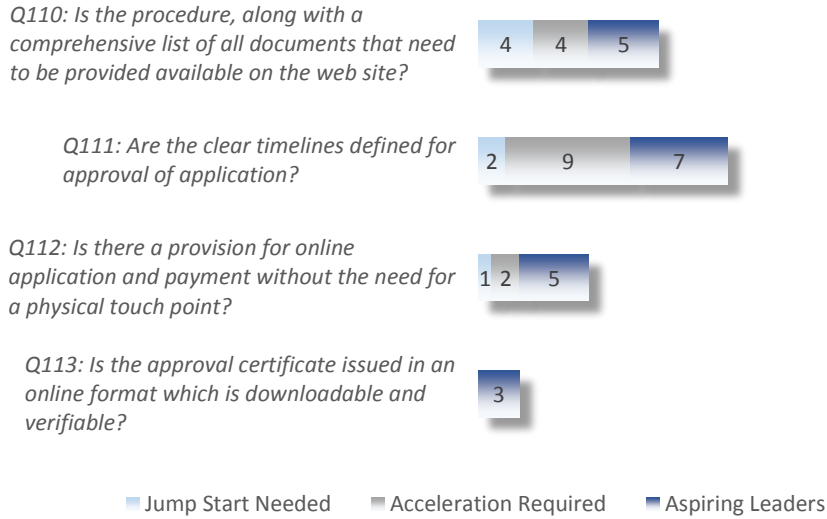 Q110: Is the procedure, along with a
comprehensive list of all documents that need
to be provided available on the web site?
4 4 5
Q111: Are the clear timelines defined for
approval of application?
2 9 7
Q112: Is there a provision for online
application and payment without the need for
a physical touch point?
1 2 5
Q113: Is the approval certificate issued in an
online format which is downloadable and
verifiable?
3
Jump Start Needed Acceleration Required Aspiring Leaders